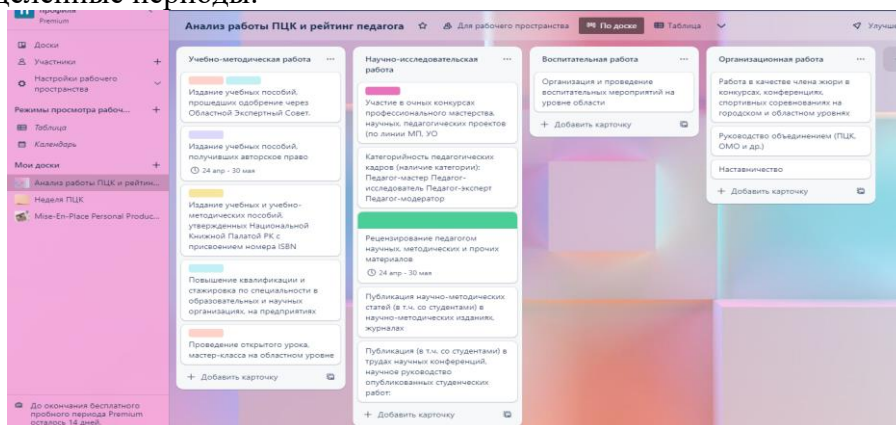 деленные периоды.
Профиля
Premium
Доски
Участники
Настройки рабочего
пространства
Режимы просмотра рабоч...
Таблица
Календарь
Мои доски
Анализ работы ПЦК и рейтин...
Неделя ПЦК
Mise-En-Place Personal Produc...
До окончания бесплатного
пробного периода Premium
осталось 14 дней.
Анализ работы ПЦК и рейтинг педагога
Для рабочего пространства
По доске
Таблица
Улучше
Учебно-методическая работа
Издание учебных пособий,
прошедших одобрение через
Областной Экспертный Совет.
Издание учебных пособий,
получивших авторское право
24 апр - 30 мая
Издание учебных и учебно-
методических пособий,
утвержденных Национальной
Книжной Палатой РК с
присвоением номера ISBN
Повышение квалификации и
стажировка по специальности в
образовательных и научных
организациях, на предприятиях
Проведение открытого урока,
мастер-класса на областном уровне
+ Добавить карточку
Научно-исследовательская
работа
Участие в очных конкурсах
профессионального мастерства,
научных, педагогических проектов
(по линии МП, УО
Категорийность педагогических
кадров (наличие категории):
Педагог-мастер Педагог-
исследователь Педагог-эксперт
Педагог-модератор
Рецензирование педагогом
научных, методических и прочих
материалов
24 апр - 30 мая
Публикация научно-методических
статей (в т.ч. со студентами) в
научно-методических изданиях,
журналах
Публикация (в т.ч. со студентами) в
трудах научных конференций,
научное руководство
опубликованных студенческих
работ:
+ Добавить карточку
Воспитательная работа
Организация и проведение
воспитательных мероприятий на
уровне области
+ Добавить карточку
Организационная работа
Работа в качестве члена жюри в
конкурсах, конференциях,
спортивных соревнованиях на
городском и областном уровнях
Руководство объединением (ПЦК,
ОМО и др.)
Наставничество
+ Добавить карточку